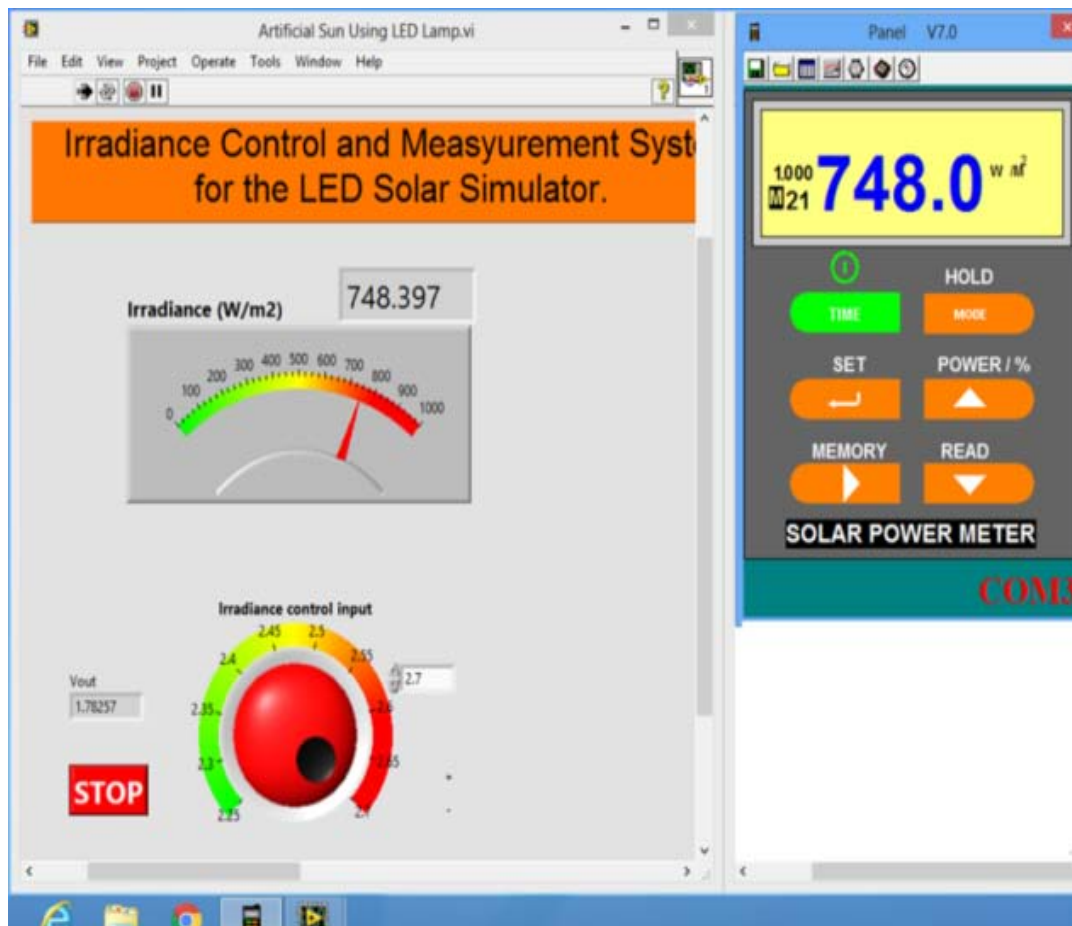 Artificial Sun Using LED Lamp.vi
File Edit View Project Operate Tools Window Help
Irradiance Control and Measyurement Syst
for the LED Solar Simulator.
Irradiance (W/m2)
748.397
0 100 200 300 400 500 600 700 800 900 1000
Irradiance control input
2.25 2.3 2.35 2.4 2.45 2.5 2.55 2.6 2.65 2.7
2.7
Vout
1.78257
STOP
Panel V7.0
1.000
M21
748.0 W/m²
HOLD
TIME MODE
SET POWER / %
MEMORY READ
SOLAR POWER METER
COM3